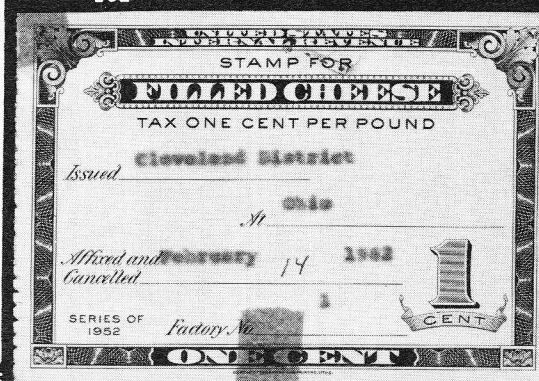 UNITED STATES
INTERNAL REVENUE
STAMP FOR
FILLED CHEESE
TAX ONE CENT PER POUND
Issued Cleveland District
At Ohio
Affixed and February 14 1962
Cancelled
1
CENT
SERIES OF
1952
Factory No. 1
ONE CENT